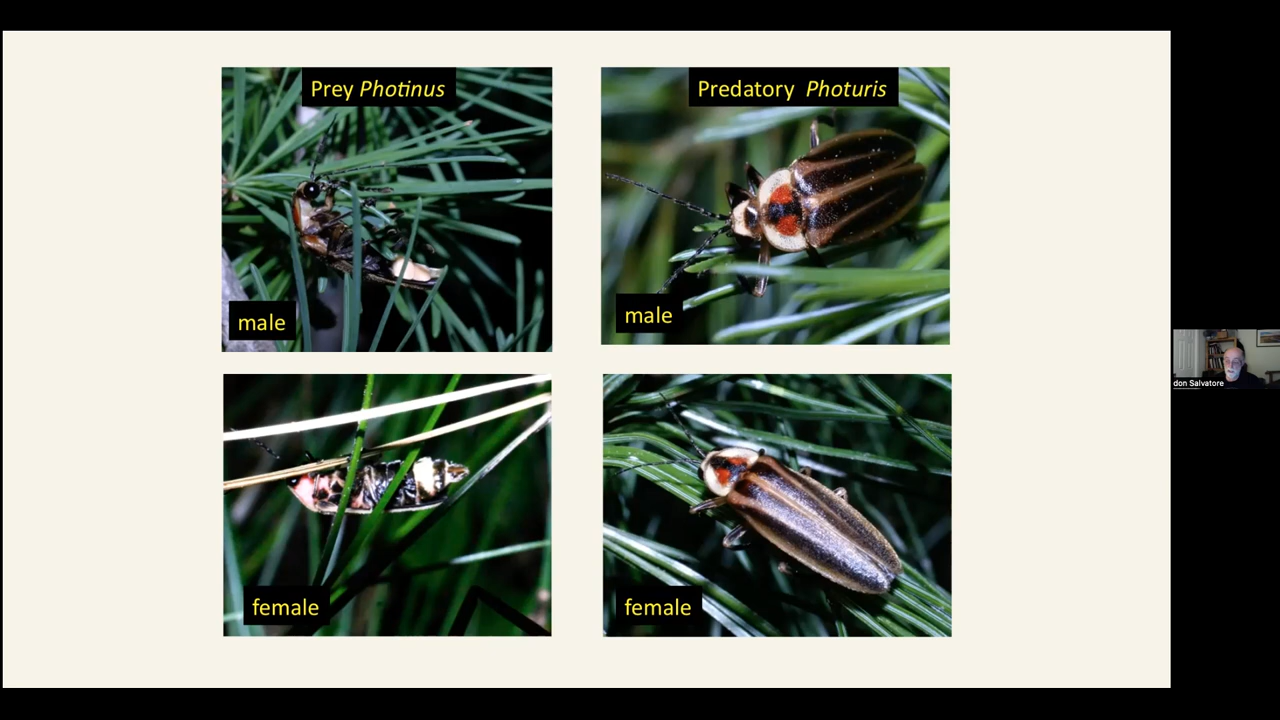 Prey Photinus
Predatory Photuris
male
male
female
female
don Salvatore